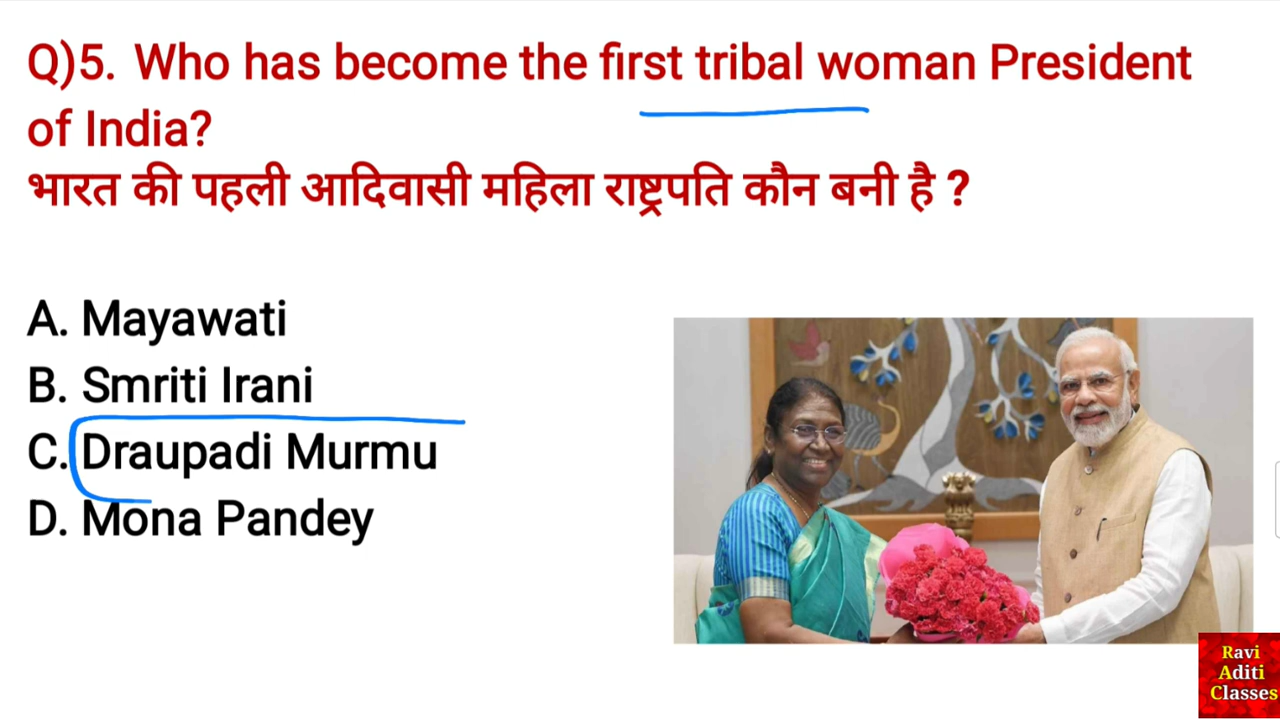 Q)5. Who has become the first tribal woman President
of India?
भारत की पहली आदिवासी महिला राष्ट्रपति कौन बनी है ?
A. Mayawati
B. Smriti Irani
C. Draupadi Murmu
D. Mona Pandey
Ravi
Aditi
Classes